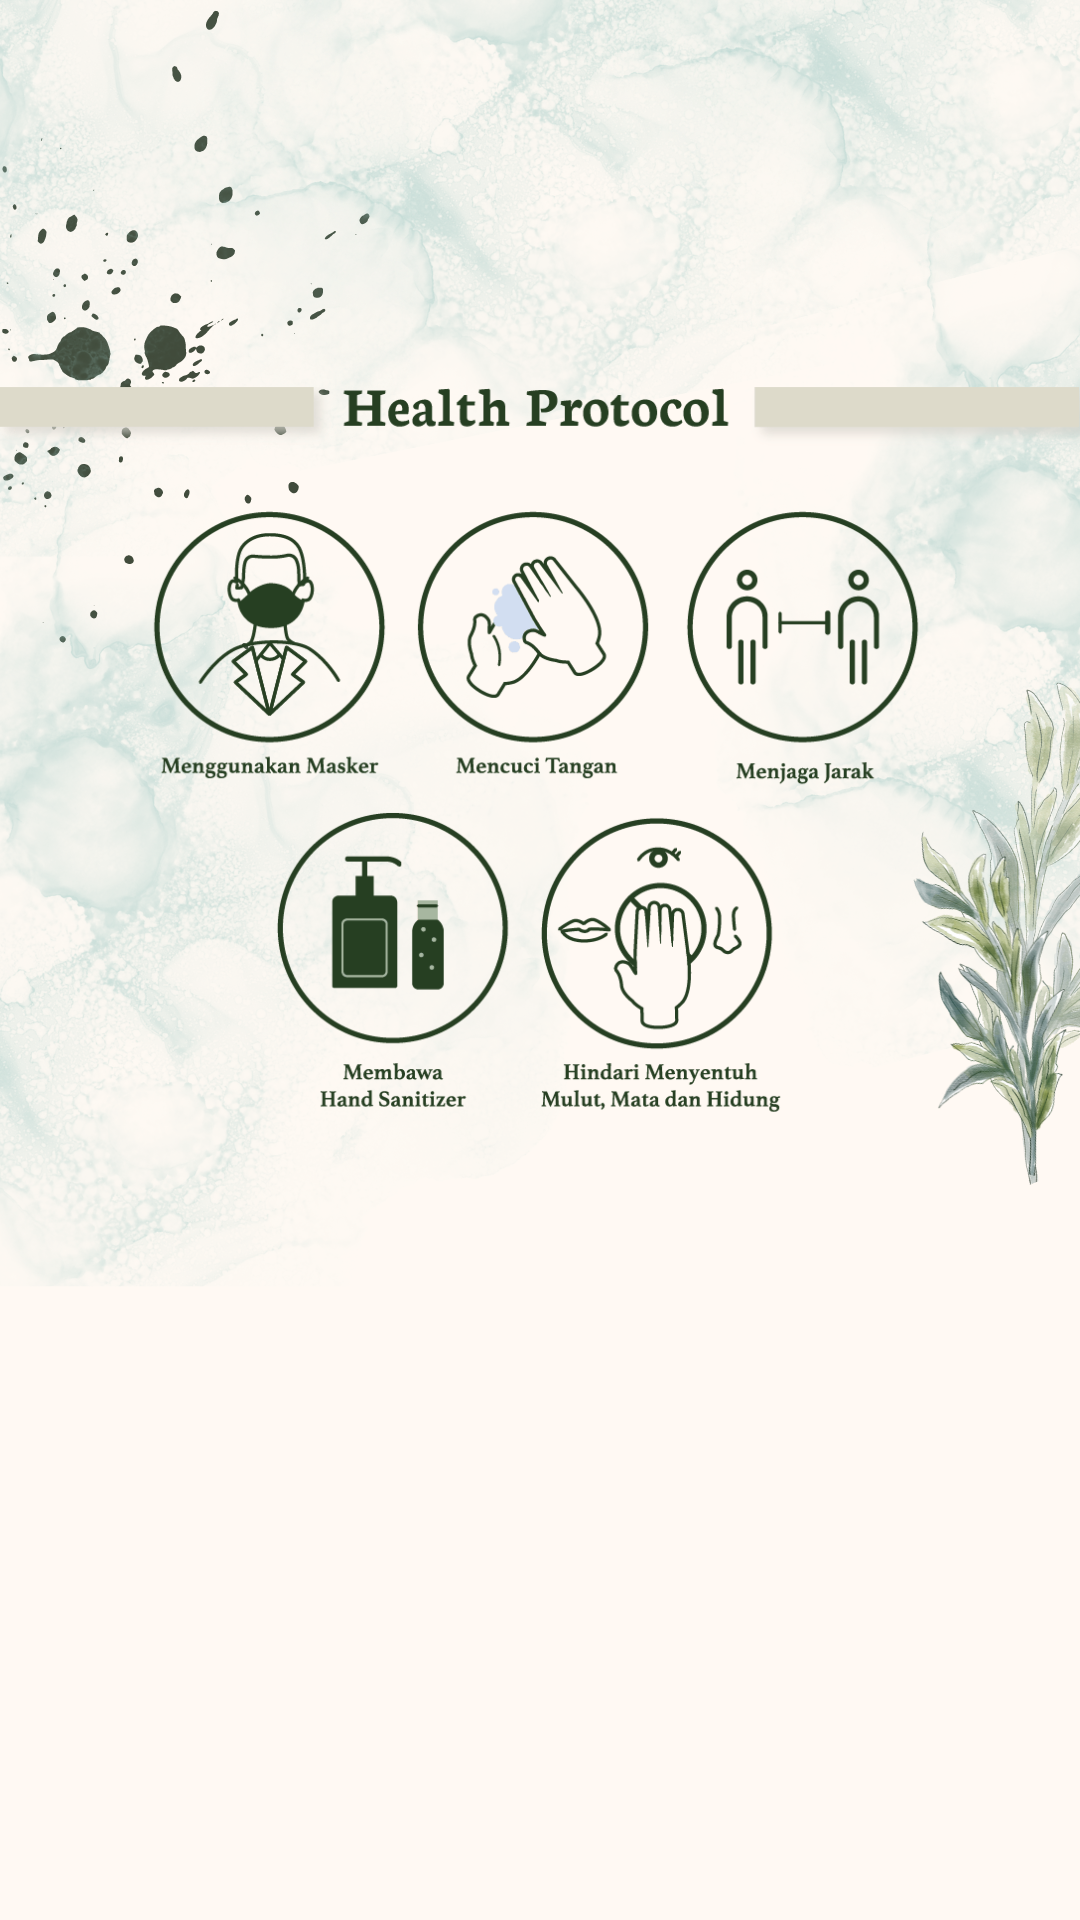 Health Protocol
Menggunakan Masker
Mencuci Tangan
Menjaga Jarak
Membawa
Hand Sanitizer
Hindari Menyentuh
Mulut, Mata dan Hidung